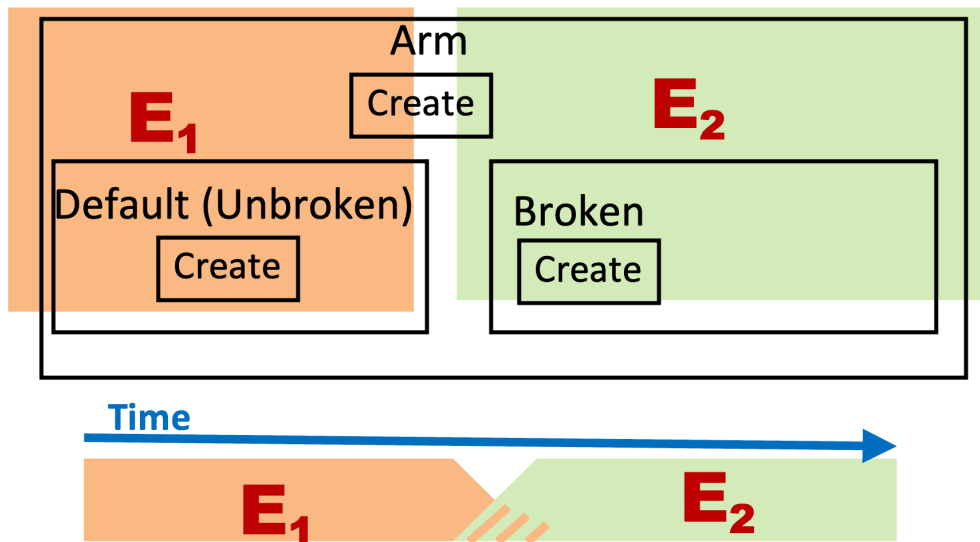 Arm
Create
E₁
E₂
Default (Unbroken)
Create
Broken
Create
Time
E₁
E₂